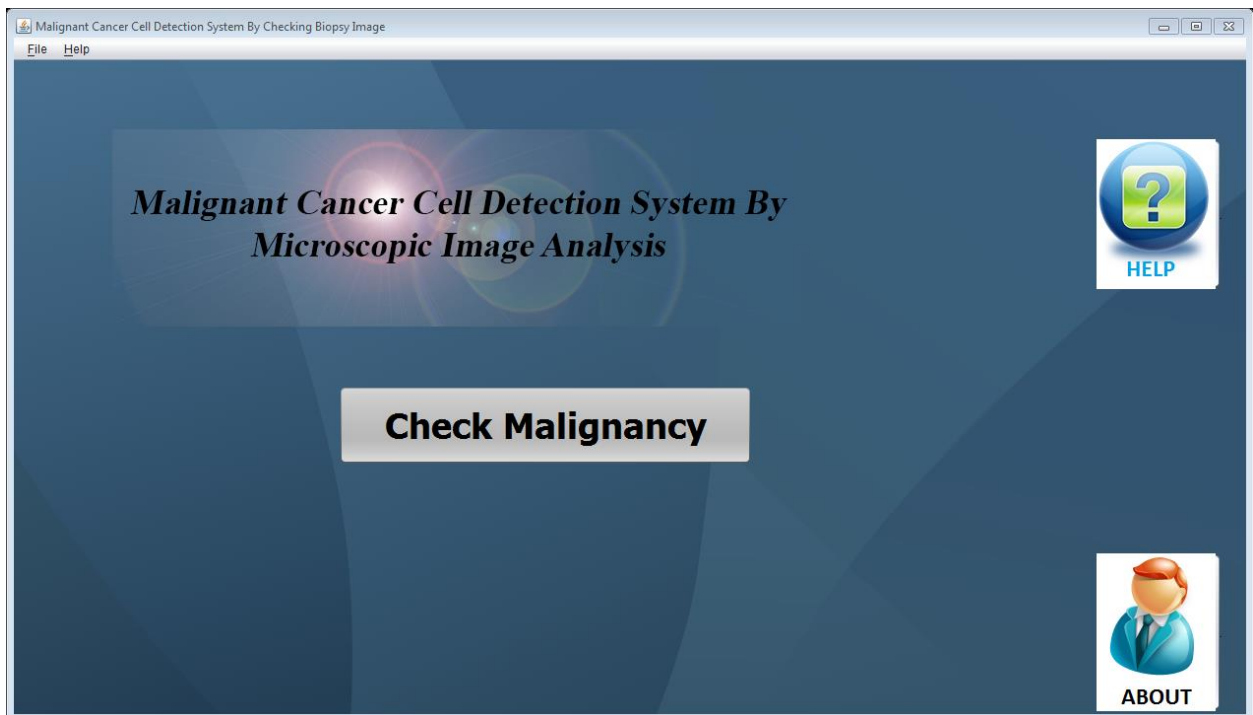 Malignant Cancer Cell Detection System By Checking Biopsy Image
File Help
Malignant Cancer Cell Detection System By
Microscopic Image Analysis
HELP
Check Malignancy
ABOUT